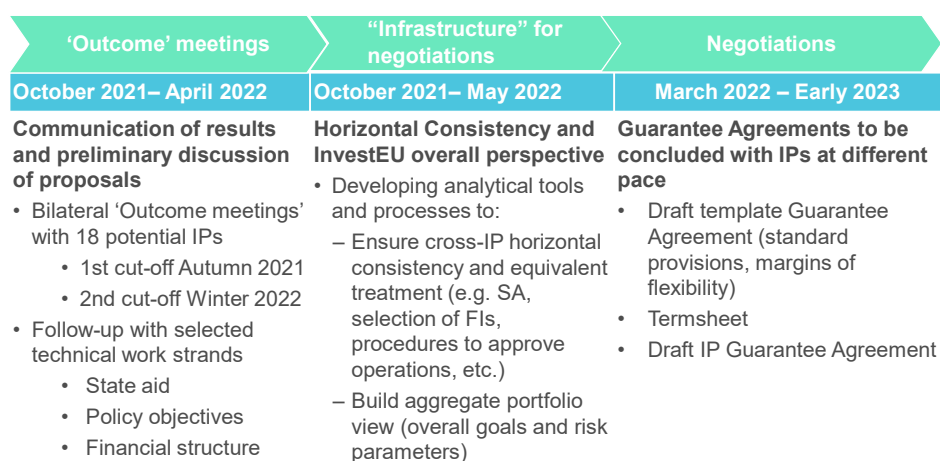 ‘Outcome’ meetings
“Infrastructure” for
negotiations
Negotiations
October 2021– April 2022
October 2021– May 2022
March 2022 – Early 2023
Communication of results
and preliminary discussion
of proposals
• Bilateral ‘Outcome meetings’
with 18 potential IPs
• 1st cut-off Autumn 2021
• 2nd cut-off Winter 2022
• Follow-up with selected
technical work strands
• State aid
• Policy objectives
• Financial structure
Horizontal Consistency and
InvestEU overall perspective
• Developing analytical tools
and processes to:
– Ensure cross-IP horizontal
consistency and equivalent
treatment (e.g. SA,
selection of FIs,
procedures to approve
operations, etc.)
– Build aggregate portfolio
view (overall goals and risk
parameters)
Guarantee Agreements to be
concluded with IPs at different
pace
• Draft template Guarantee
Agreement (standard
provisions, margins of
flexibility)
• Termsheet
• Draft IP Guarantee Agreement